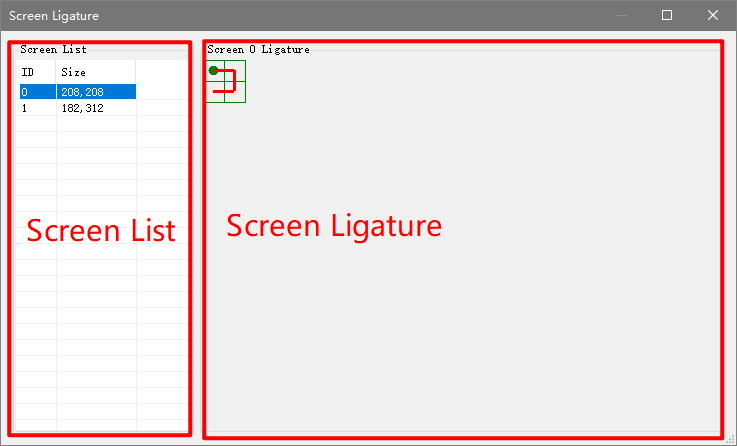 Screen Ligature
Screen List
ID Size
0 208,208
1 182,312
Screen List
Screen 0 Ligature
Screen Ligature